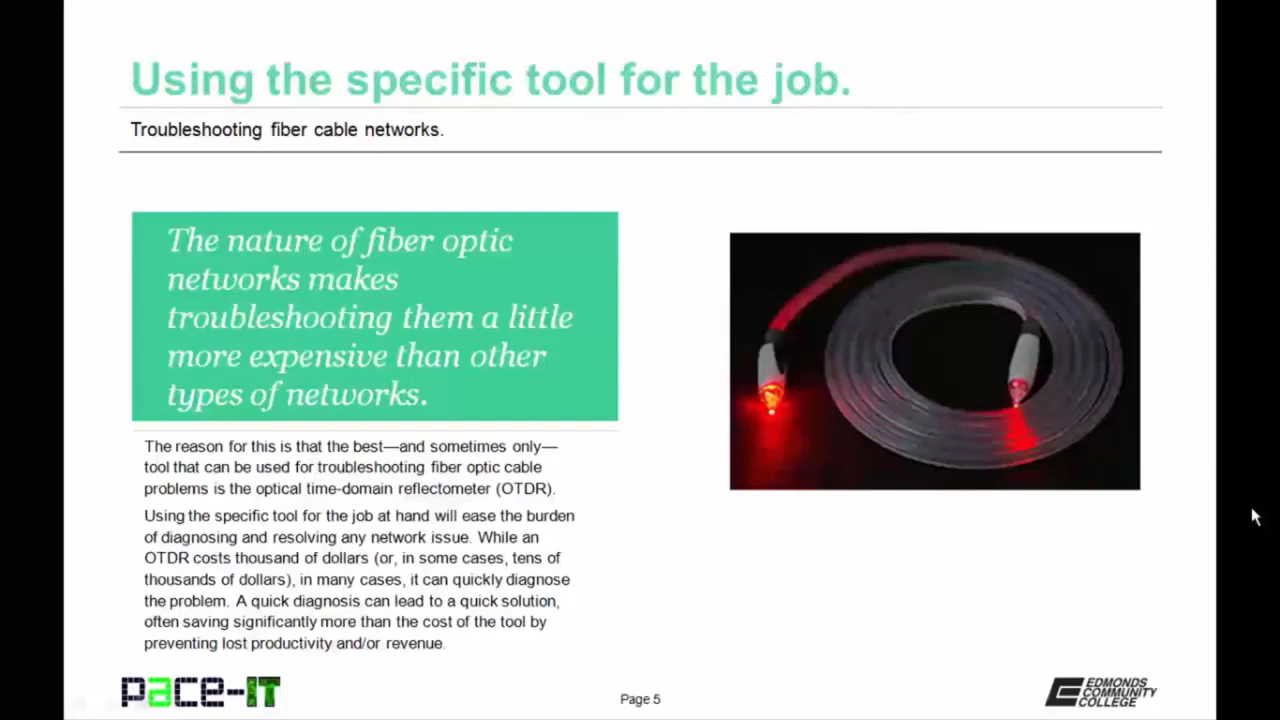 Using the specific tool for the job.
Troubleshooting fiber cable networks.
The nature of fiber optic
networks makes
troubleshooting them a little
more expensive than other
types of networks.
The reason for this is that the best—and sometimes only—
tool that can be used for troubleshooting fiber optic cable
problems is the optical time-domain reflectometer (OTDR).
Using the specific tool for the job at hand will ease the burden
of diagnosing and resolving any network issue. While an
OTDR costs thousand of dollars (or, in some cases, tens of
thousands of dollars), in many cases, it can quickly diagnose
the problem. A quick diagnosis can lead to a quick solution,
often saving significantly more than the cost of the tool by
preventing lost productivity and/or revenue.
PACE-IT
Page 5
EDMONDS
COMMUNITY
COLLEGE